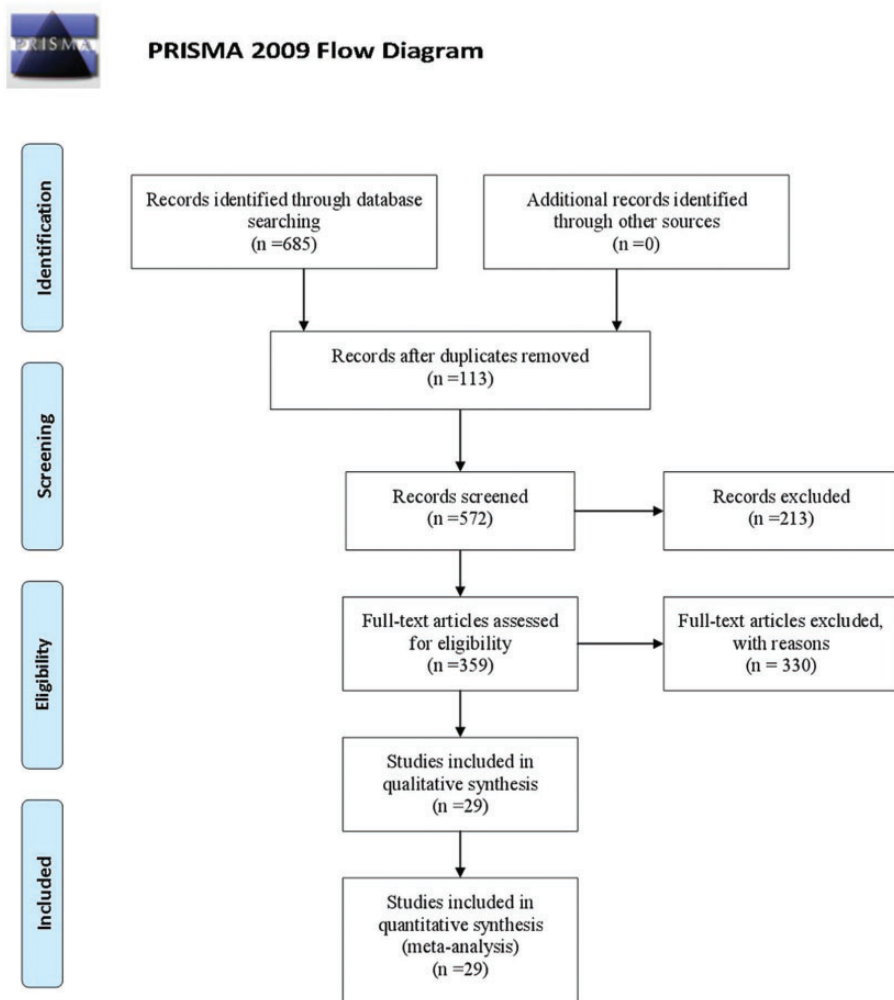 PRISMA
PRISMA 2009 Flow Diagram
Identification
Records identified through database
searching
(n =685)
Additional records identified
through other sources
(n =0)
Records after duplicates removed
(n =113)
Screening
Records screened
(n =572)
Records excluded
(n =213)
Eligibility
Full-text articles assessed
for eligibility
(n =359)
Full-text articles excluded,
with reasons
(n = 330)
Studies included in
qualitative synthesis
(n =29)
Included
Studies included in
quantitative synthesis
(meta-analysis)
(n =29)